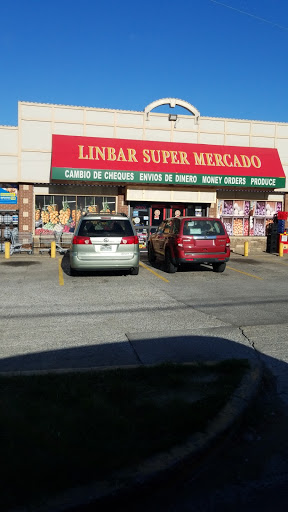 LINBAR SUPER MERCADO
CAMBIO DE CHEQUES ENVIOS DE DINERO MONEY ORDERS PRODUCE